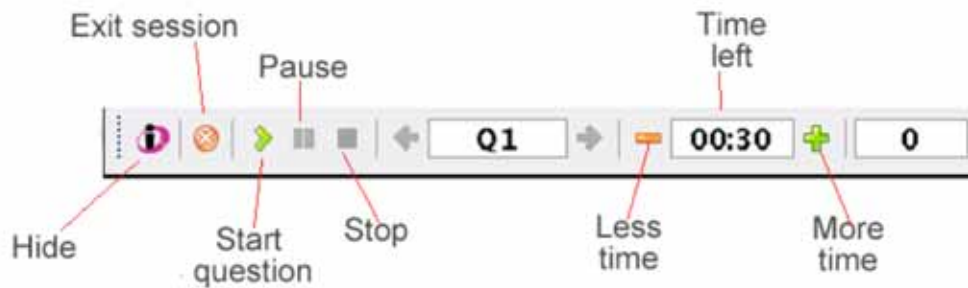 Exit session
Pause
Time
left
i
Q1
00:30
0
Hide
Start
question
Stop
Less
time
More
time